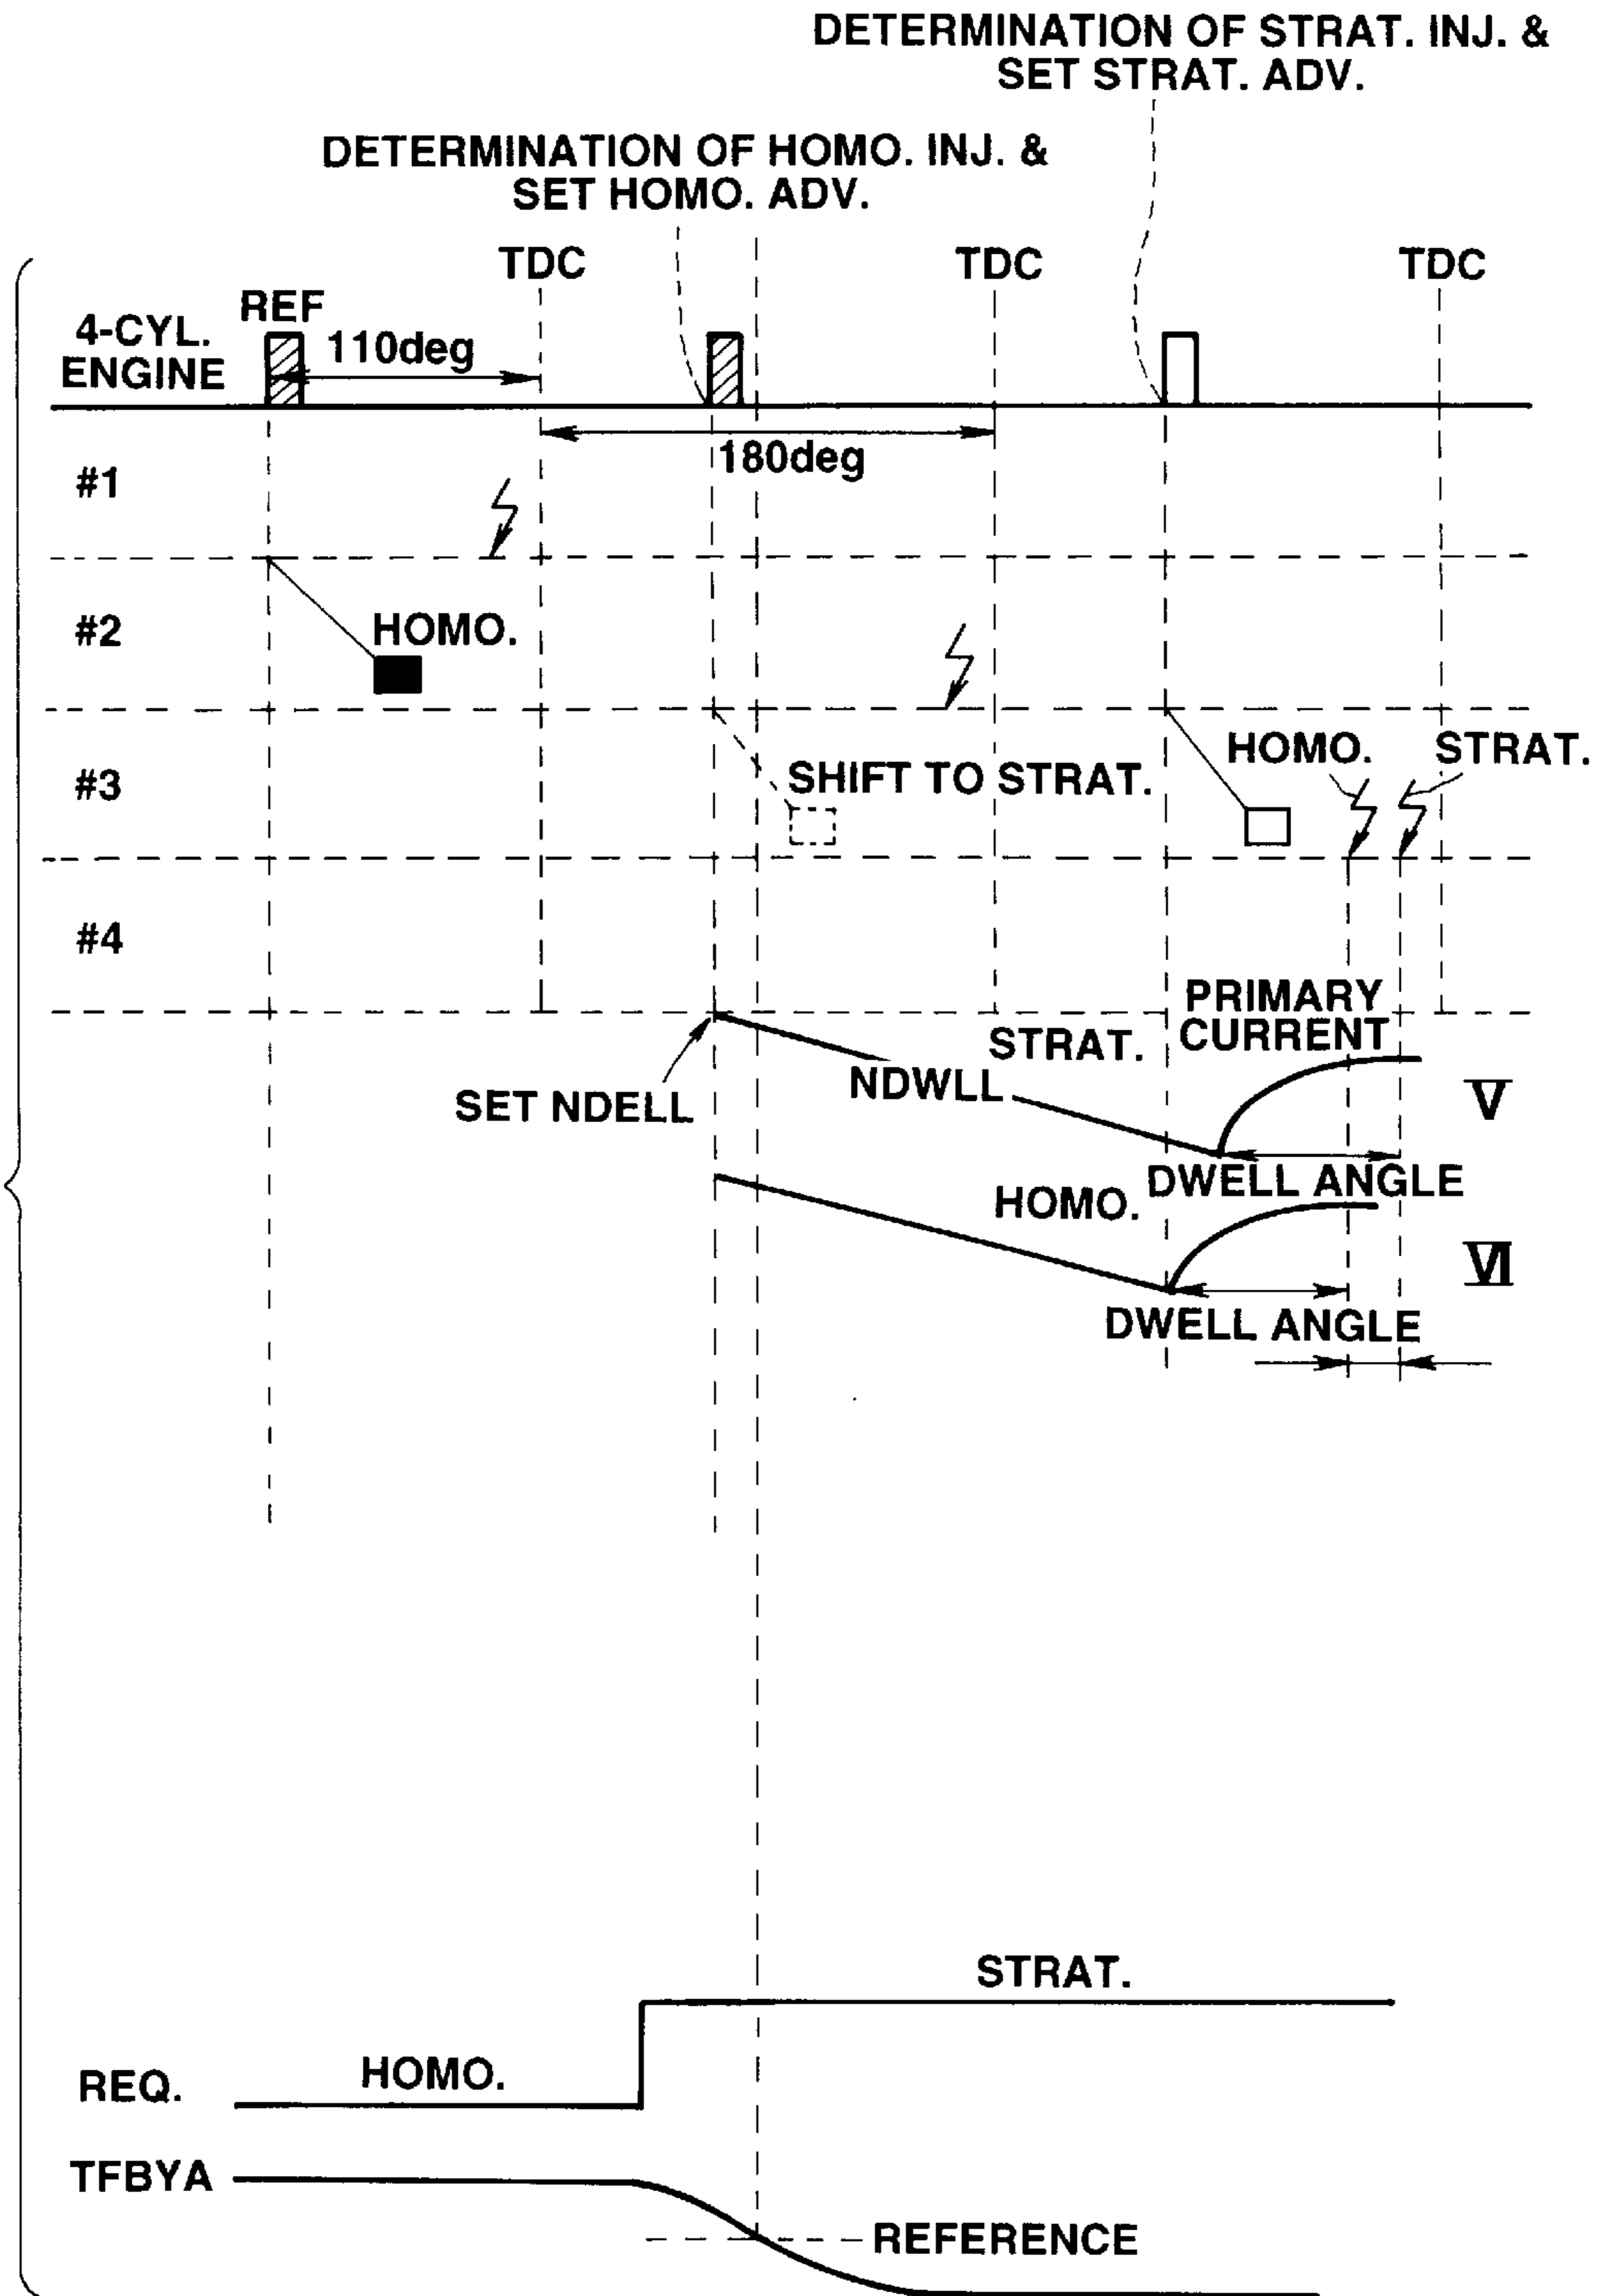 DETERMINATION OF STRAT. INJ. &
SET STRAT. ADV.
DETERMINATION OF HOMO. INJ. &
SET HOMO. ADV.
TDC
TDC
TDC
REF
4-CYL.
ENGINE
110deg
180deg
#1
#2
HOMO.
#3
SHIFT TO STRAT.
HOMO.
STRAT.
#4
PRIMARY
CURRENT
STRAT.
NDWLL
SET NDELL
V
DWELL ANGLE
HOMO.
VI
DWELL ANGLE
STRAT.
REQ.
HOMO.
TFBYA
REFERENCE